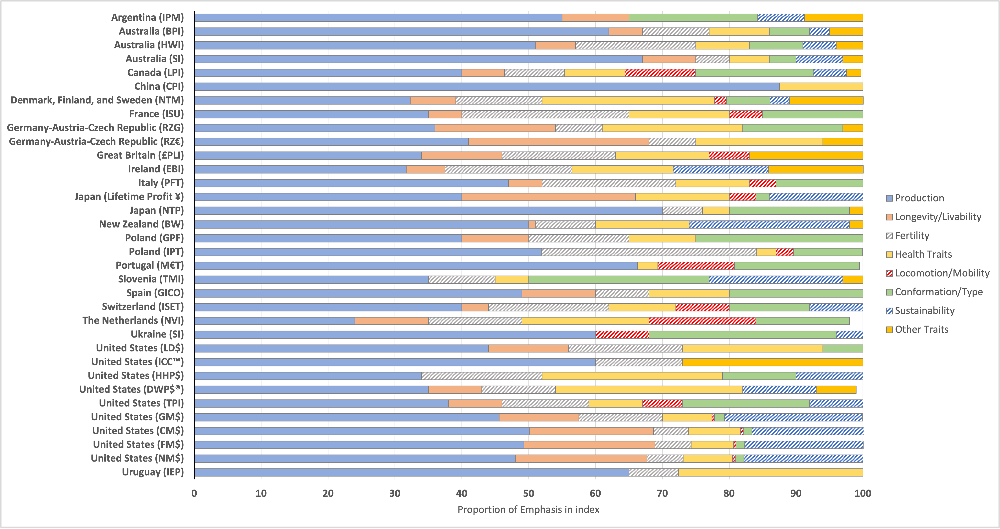 Argentina (IPM)
Australia (BPI)
Australia (HWI)
Australia (SI)
Canada (LPI)
China (CPI)
Denmark, Finland, and Sweden (NTM)
France (ISU)
Germany-Austria-Czech Republic (RZG)
Germany-Austria-Czech Republic (RZ€)
Great Britain (£PLI)
Ireland (EBI)
Italy (PFT)
Japan (Lifetime Profit ¥)
Japan (NTP)
New Zealand (BW)
Poland (GPF)
Poland (IPT)
Portugal (M€T)
Slovenia (TMI)
Spain (GICO)
Switzerland (ISET)
The Netherlands (NVI)
Ukraine (SI)
United States (LD$)
United States (ICC™)
United States (HHP$)
United States (DWP$®)
United States (TPI)
United States (GM$)
United States (CM$)
United States (FM$)
United States (NM$)
Uruguay (IEP)
0 10 20 30 40 50 60 70 80 90 100
Proportion of Emphasis in index
Production
Longevity/Livability
Fertility
Health Traits
Locomotion/Mobility
Conformation/Type
Sustainability
Other Traits